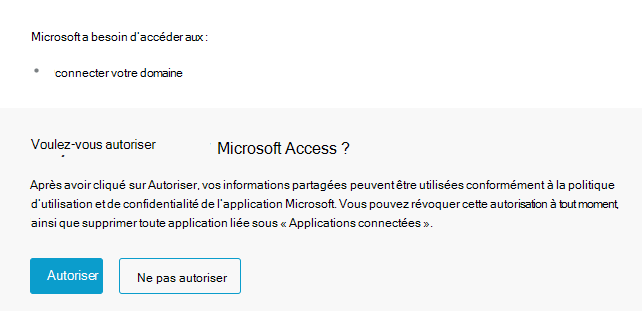 Microsoft a besoin d'accéder aux :
connecter votre domaine
Voulez-vous autoriser Microsoft Access ?
Après avoir cliqué sur Autoriser, vos informations partagées peuvent être utilisées conformément à la politique
d'utilisation et de confidentialité de l'application Microsoft. Vous pouvez révoquer cette autorisation à tout moment,
ainsi que supprimer toute application liée sous « Applications connectées ».
Autoriser Ne pas autoriser